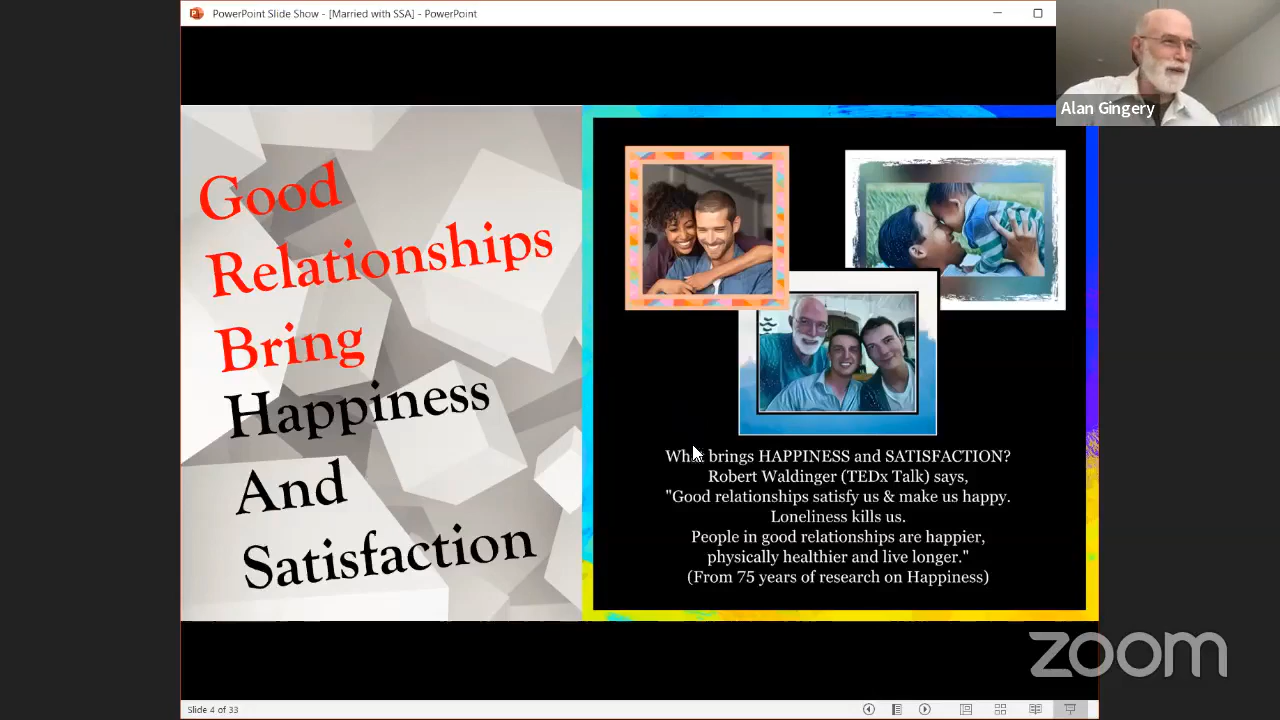 PowerPoint Slide Show - [Married with SSA] - PowerPoint
Alan Gingery
Good
Relationships
Bring
Happiness
And
Satisfaction
What brings HAPPINESS and SATISFACTION?
Robert Waldinger (TEDx Talk) says,
"Good relationships satisfy us & make us happy.
Loneliness kills us.
People in good relationships are happier,
physically healthier and live longer."
(From 75 years of research on Happiness)
zoom
Slide 4 of 33